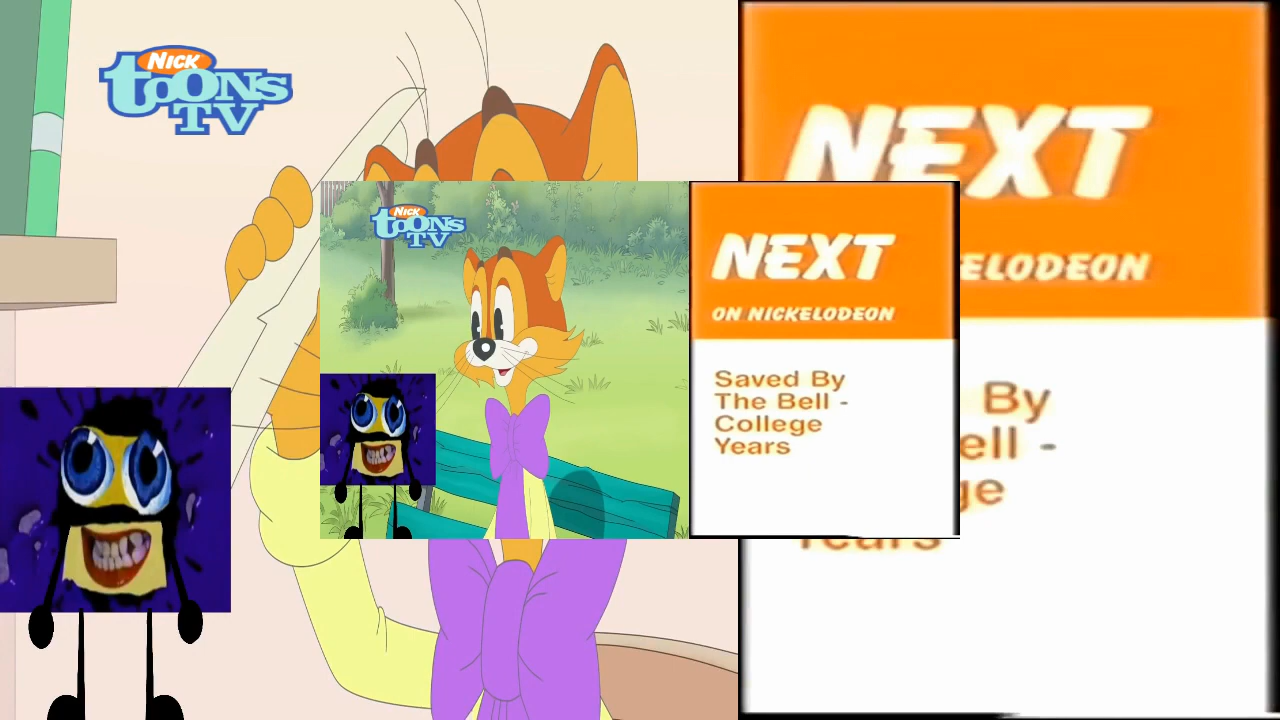 NICK
toONS
TV
NEXT
ELODEON
By
ell -
ge
Years
NICK
toONS
TV
NEXT
ON NICKELODEON
Saved By
The Bell -
College
Years